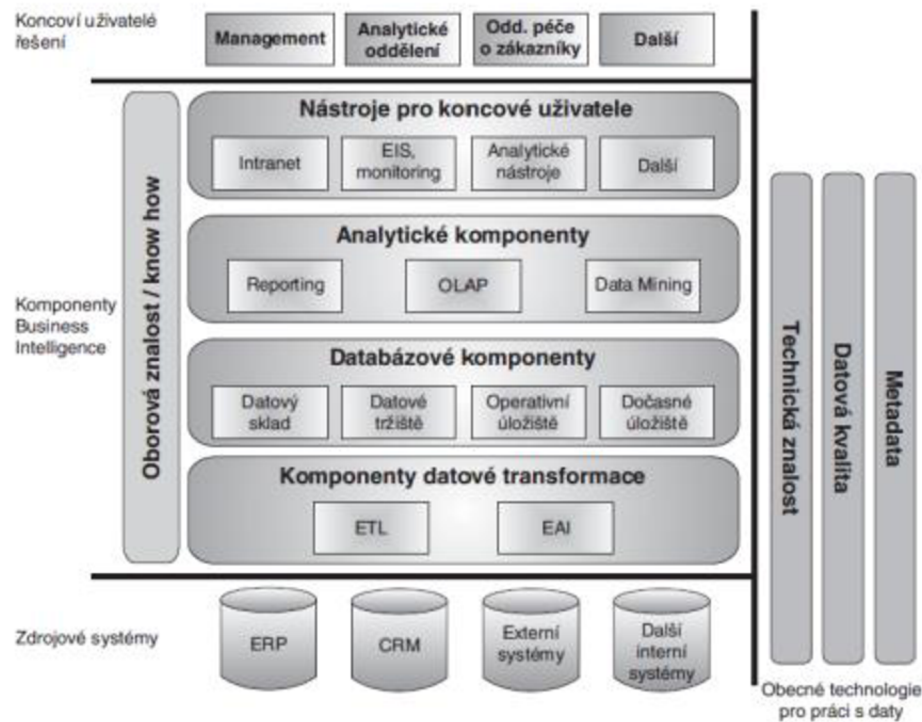 Koncoví uživatelé
řešení
Management
Analytické
oddělení
Odd. péče
o zákazníky
Další
Nástroje pro koncové uživatele
Intranet
EIS,
monitoring
Analytické
nástroje
Další
Analytické komponenty
Reporting
OLAP
Data Mining
Komponenty
Business
Intelligence
Oborová znalost / know how
Databázové komponenty
Datový
sklad
Datové
tržiště
Operativní
úložiště
Dočasné
úložiště
Komponenty datové transformace
ETL
EAI
Technická znalost
Datová kvalita
Metadata
Zdrojové systémy
ERP
CRM
Externí
systémy
Další
interní
systémy
Obecné technologie
pro práci s daty